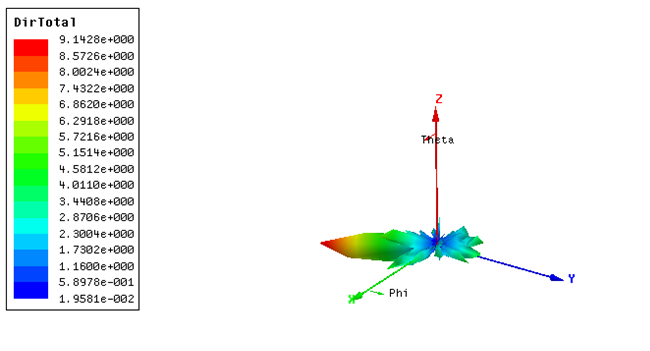 DirTotal
9.1428e+000
8.5726e+000
8.0024e+000
7.4322e+000
6.8620e+000
6.2918e+000
5.7216e+000
5.1514e+000
4.5812e+000
4.0110e+000
3.4408e+000
2.8706e+000
2.3004e+000
1.7302e+000
1.1600e+000
5.8978e-001
1.9581e-002
Z
Theta
Y
X
Phi